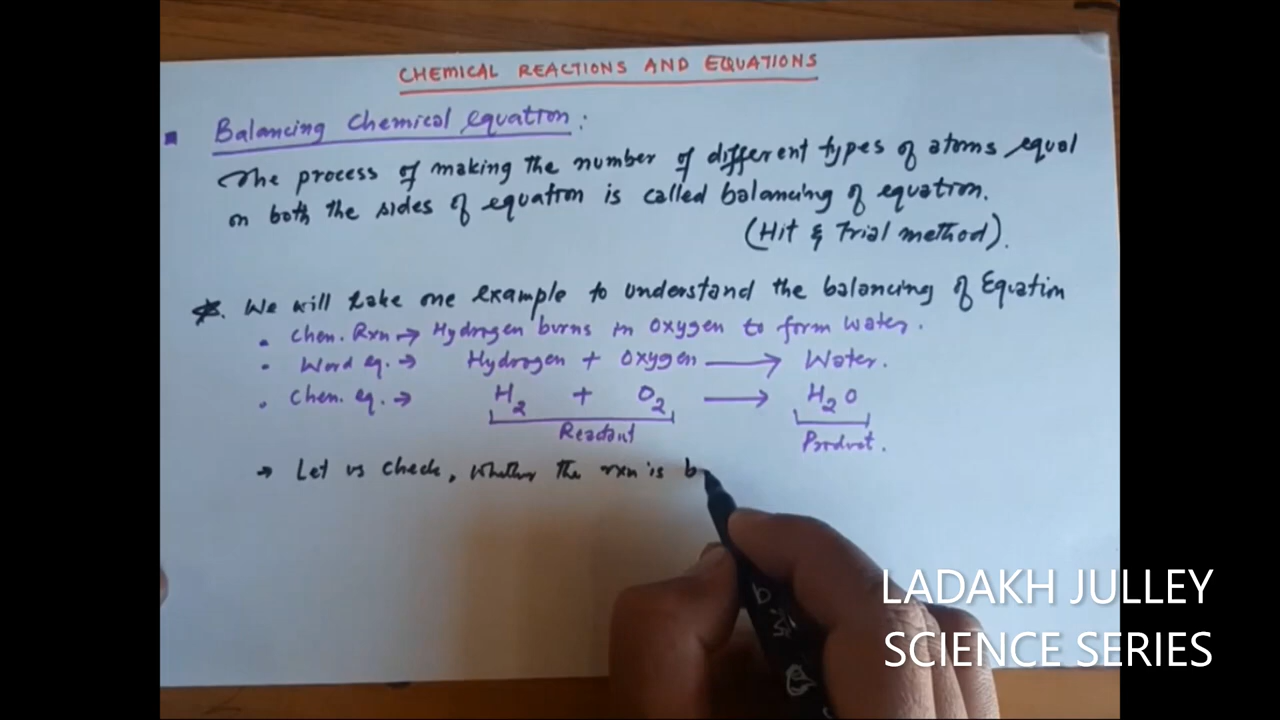 CHEMICAL REACTIONS AND EQUATIONS
Balancing Chemical equation:
The process of making the number of different types of atoms equal
on both the sides of equation is called balancing of equation.
(Hit & Trial method).
We will take one example to understand the balancing of Equation
Chem. Rxn → Hydrogen burns in Oxygen to form water.
Word eq. → Hydrogen + Oxygen → Water.
Chem. eq. → H₂ + O₂ → H₂O
Reactant Product.
→ Let us check, whether the rxn is b
LADAKH JULLEY
SCIENCE SERIES